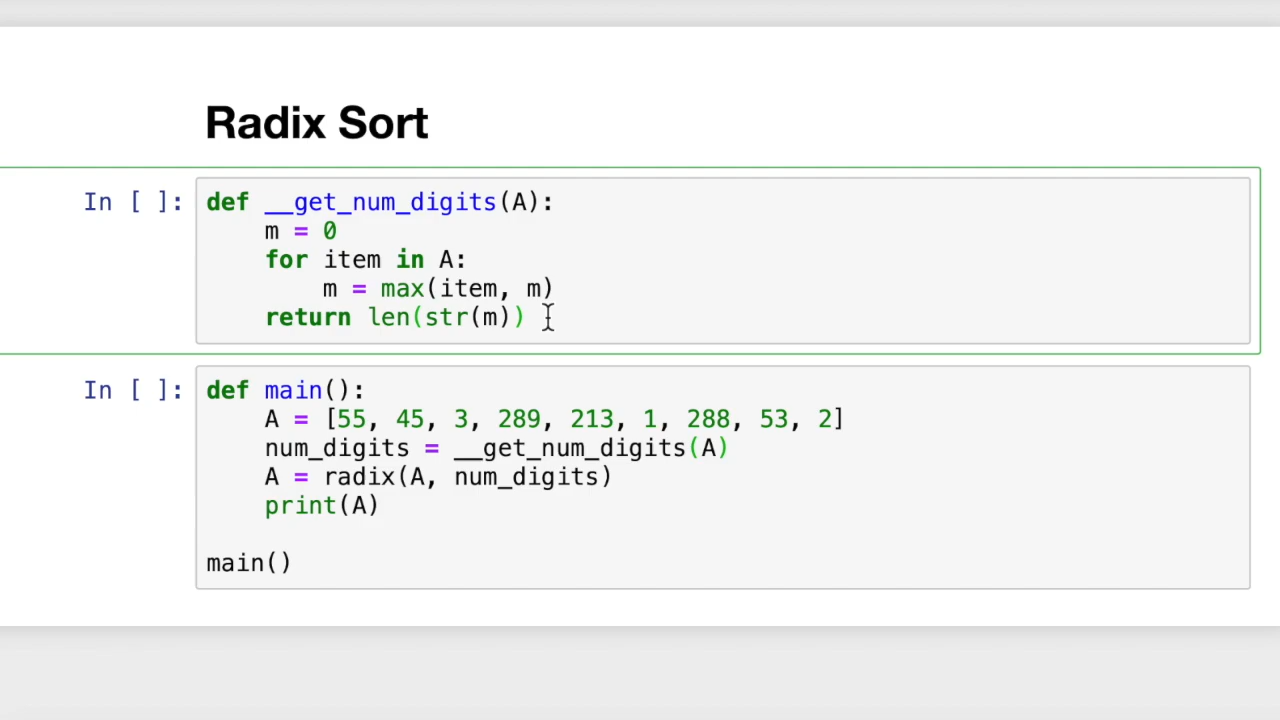 Radix Sort
In [ ]:
def __get_num_digits(A):
    m = 0
    for item in A:
        m = max(item, m)
    return len(str(m))
In [ ]:
def main():
    A = [55, 45, 3, 289, 213, 1, 288, 53, 2]
    num_digits = __get_num_digits(A)
    A = radix(A, num_digits)
    print(A)

main()